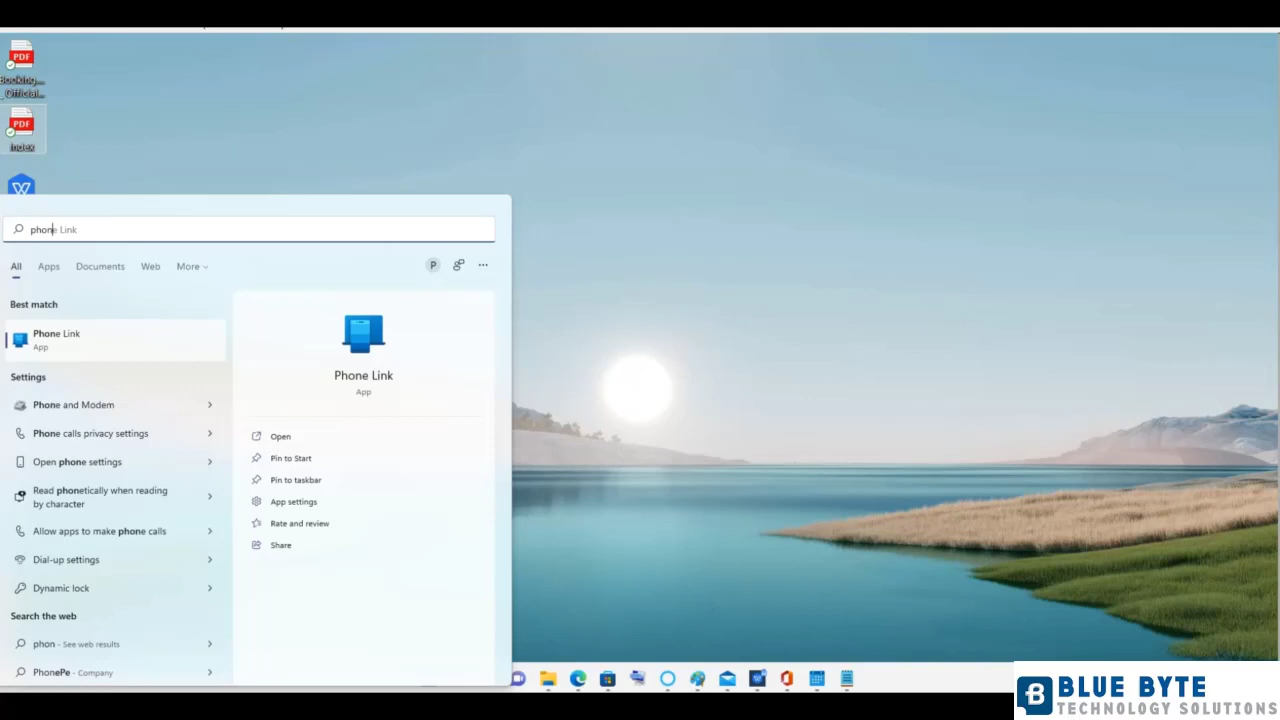 PDF
Booking...
_Official...
PDF
Index
W
phone Link
All
Apps
Documents
Web
More
P
Best match
Phone Link
App
Settings
Phone and Modem
Phone calls privacy settings
Open phone settings
Read phonetically when reading
by character
Allow apps to make phone calls
Dial-up settings
Dynamic lock
Search the web
phon - See web results
PhonePe - Company
Phone Link
App
Open
Pin to Start
Pin to taskbar
App settings
Rate and review
Share
BLUE BYTE
TECHNOLOGY SOLUTIONS